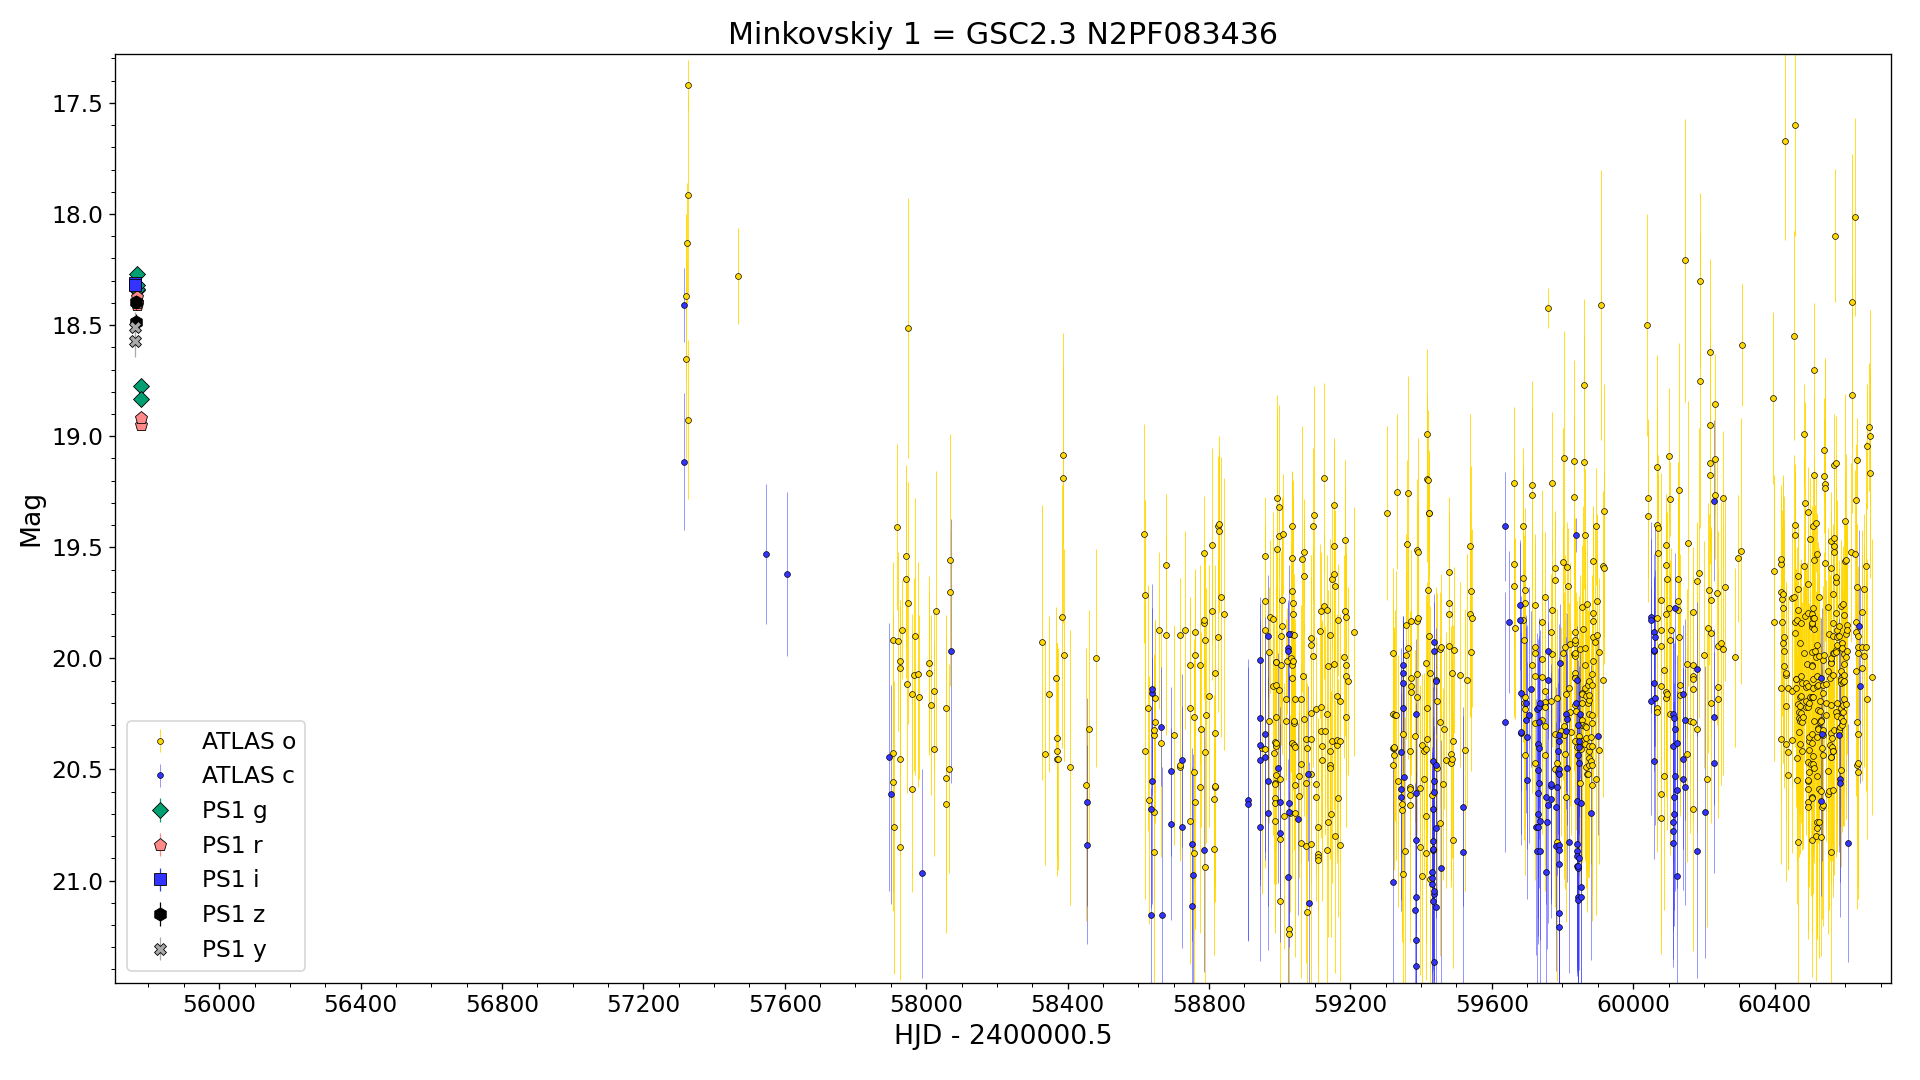 Minkovskiy 1 = GSC2.3 N2PF083436
17.5
18.0
18.5
19.0
19.5
20.0
20.5
21.0
Mag
ATLAS o
ATLAS c
PS1 g
PS1 r
PS1 i
PS1 z
PS1 y
56000 56400 56800 57200 57600 58000 58400 58800 59200 59600 60000 60400
HJD - 2400000.5